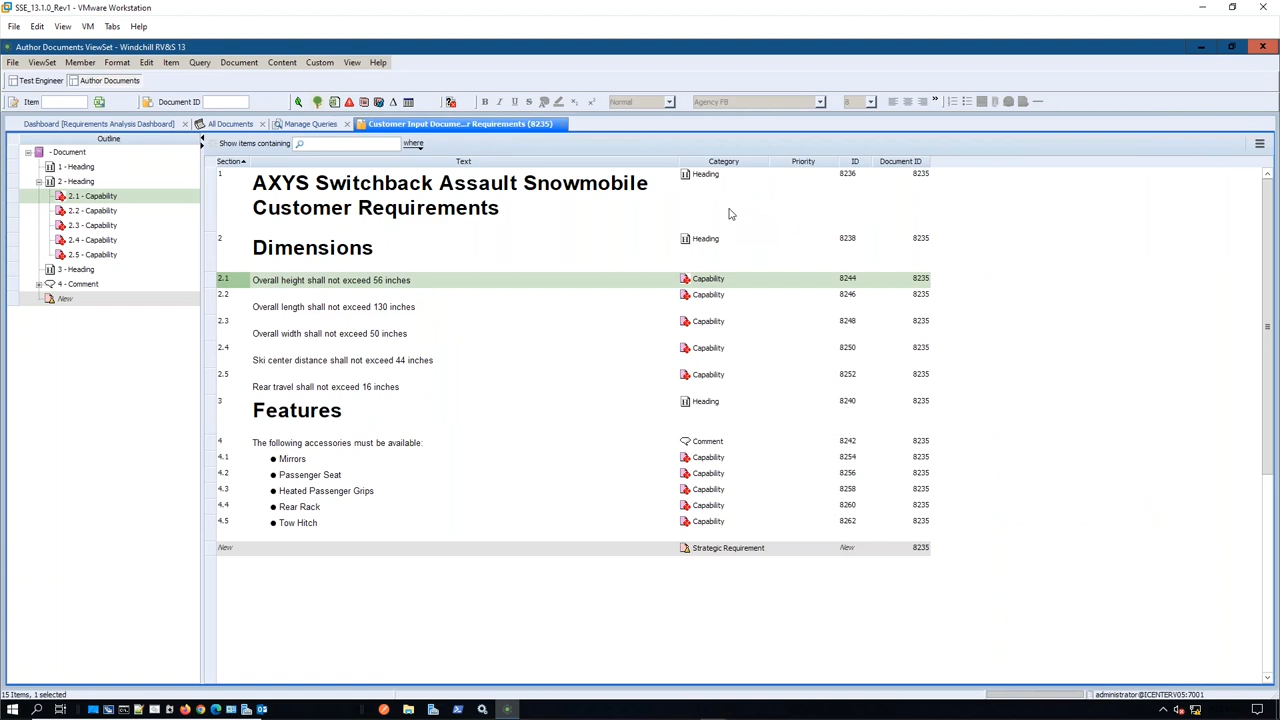 SSE_13.1.0_Rev1 - VMware Workstation
File Edit View VM Tabs Help
Author Documents ViewSet - Windchill RV&S 13
File ViewSet Member Format Edit Item Query Document Content Custom View Help
Test Engineer Author Documents
Item Document ID B I U S Normal Agency FB 8
Dashboard [Requirements Analysis Dashboard] All Documents Manage Queries Customer Input Docume...r Requirements (8235)
Outline
- Document
1 - Heading
2 - Heading
2.1 - Capability
2.2 - Capability
2.3 - Capability
2.4 - Capability
2.5 - Capability
3 - Heading
4 - Comment
New
Show items containing where
Section Text Category Priority ID Document ID
1 AXYS Switchback Assault Snowmobile Heading 8236 8235
Customer Requirements
2 Dimensions Heading 8238 8235
2.1 Overall height shall not exceed 56 inches Capability 8244 8235
2.2 Overall length shall not exceed 130 inches Capability 8246 8235
2.3 Overall width shall not exceed 50 inches Capability 8248 8235
2.4 Ski center distance shall not exceed 44 inches Capability 8250 8235
2.5 Rear travel shall not exceed 16 inches Capability 8252 8235
3 Features Heading 8240 8235
4 The following accessories must be available: Comment 8242 8235
4.1 ● Mirrors Capability 8254 8235
4.2 ● Passenger Seat Capability 8256 8235
4.3 ● Heated Passenger Grips Capability 8258 8235
4.4 ● Rear Rack Capability 8260 8235
4.5 ● Tow Hitch Capability 8262 8235
New Strategic Requirement New 8235
15 Items, 1 selected administrator@ICENTERV05:7001